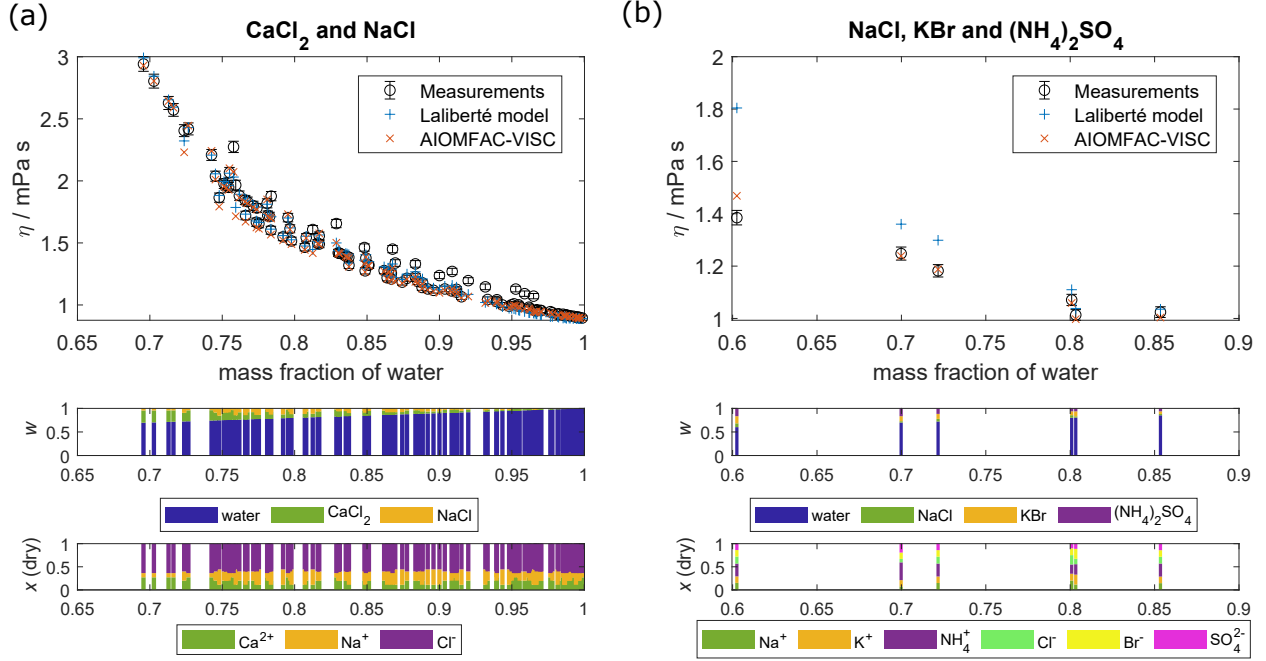 (a)
CaCl₂ and NaCl
3
2.5
2
1.5
1
η / mPa s
Measurements
Laliberté model
AIOMFAC-VISC
0.65 0.7 0.75 0.8 0.85 0.9 0.95 1
mass fraction of water
1
0.5
0
w
0.65 0.7 0.75 0.8 0.85 0.9 0.95 1
water CaCl₂ NaCl
1
0.5
0
x (dry)
0.65 0.7 0.75 0.8 0.85 0.9 0.95 1
Ca²⁺ Na⁺ Cl⁻
(b)
NaCl, KBr and (NH₄)₂SO₄
2
1.8
1.6
1.4
1.2
1
η / mPa s
Measurements
Laliberté model
AIOMFAC-VISC
0.6 0.65 0.7 0.75 0.8 0.85 0.9
mass fraction of water
1
0.5
0
w
0.6 0.65 0.7 0.75 0.8 0.85 0.9
water NaCl KBr (NH₄)₂SO₄
1
0.5
0
x (dry)
0.6 0.65 0.7 0.75 0.8 0.85 0.9
Na⁺ K⁺ NH₄⁺ Cl⁻ Br⁻ SO₄²⁻